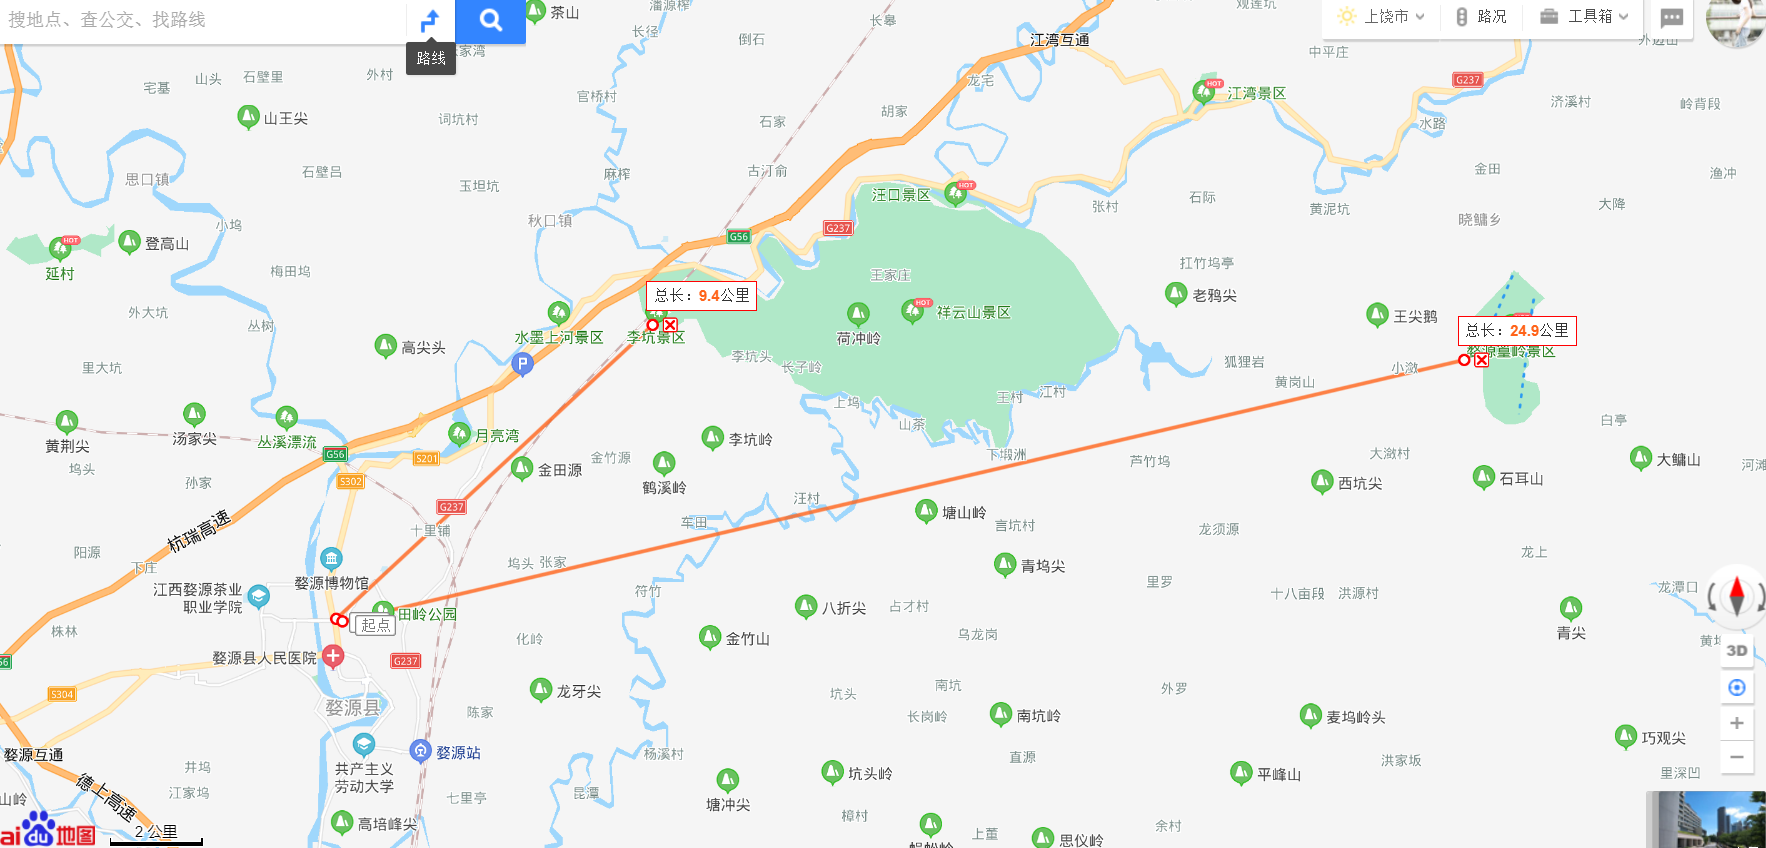 搜地点、查公交、找路线
路线
茶山
潘源榨
长皋
观莲坑
上饶市
路况
工具箱
外边山
长径
倒石
江湾互通
中平庄
石壁里
外村
山头
宅基
官桥村
龙宅
G237
HOT
江湾景区
济溪村
岭背段
山王尖
词坑村
石家
胡家
水路
石壁吕
思口镇
玉坦坑
麻榨
古汀俞
金田
渔冲
汪口景区
HOT
石际
张村
黄泥坑
大降
晓鳙乡
秋口镇
小坞
G56
G237
HOT
登高山
延村
梅田坞
王家庄
扛竹坞亭
总长：9.4公里
老鸦尖
外大坑
丛树
水墨上河景区
李坑景区
荷冲岭
HOT
祥云山景区
王尖鹅
总长：24.9公里
婺源篁岭景区
高尖头
P
李坑头
长子岭
狐狸岩
小潋
黄岗山
里大坑
上坞
王村
江村
山茶
白亭
黄荆尖
汤家尖
丛溪漂流
月亮湾
李坑岭
G56
S201
金竹源
下塅洲
芦竹坞
大潋村
大鳙山
河滩
坞头
孙家
S302
金田源
鹤溪岭
西坑尖
石耳山
G237
汪村
车田
塘山岭
言坑村
龙须源
杭瑞高速
十里铺
阳源
下庄
婺源博物馆
坞头
张家
青坞尖
龙上
江西婺源茶业
职业学院
符竹
里罗
十八亩段
洪源村
龙潭口
田岭公园
起点
八折尖
占才村
青尖
株林
化岭
金竹山
乌龙岗
婺源县人民医院
G237
3D
S304
龙牙尖
坑头
南坑
外罗
婺源县
陈家
长岗岭
南坑岭
麦坞岭头
巧观尖
婺源互通
婺源站
杨溪村
直源
洪家坂
井坞
共产主义
劳动大学
坑头岭
平峰山
里深凹
德上高速
江家坞
七里亭
昆潭
塘冲尖
山岭
高培峰尖
樟村
余村
上董
思仪岭
2 公里
Bai du 地图